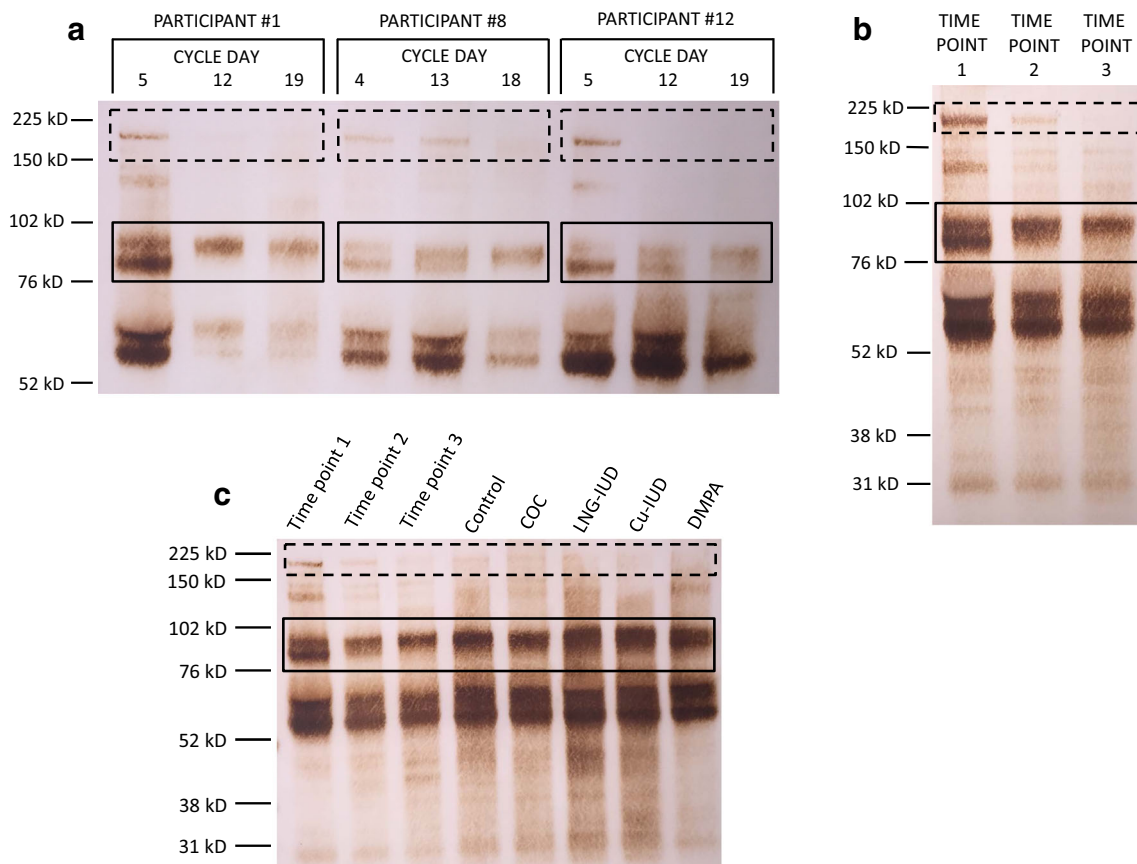 a
PARTICIPANT #1 PARTICIPANT #8 PARTICIPANT #12
CYCLE DAY CYCLE DAY CYCLE DAY
5 12 19 4 13 18 5 12 19
225 kD
150 kD
102 kD
76 kD
52 kD
b
TIME TIME TIME
POINT POINT POINT
1 2 3
225 kD
150 kD
102 kD
76 kD
52 kD
38 kD
31 kD
c
Time point 1 Time point 2 Time point 3 Control COC LNG-IUD Cu-IUD DMPA
225 kD
150 kD
102 kD
76 kD
52 kD
38 kD
31 kD